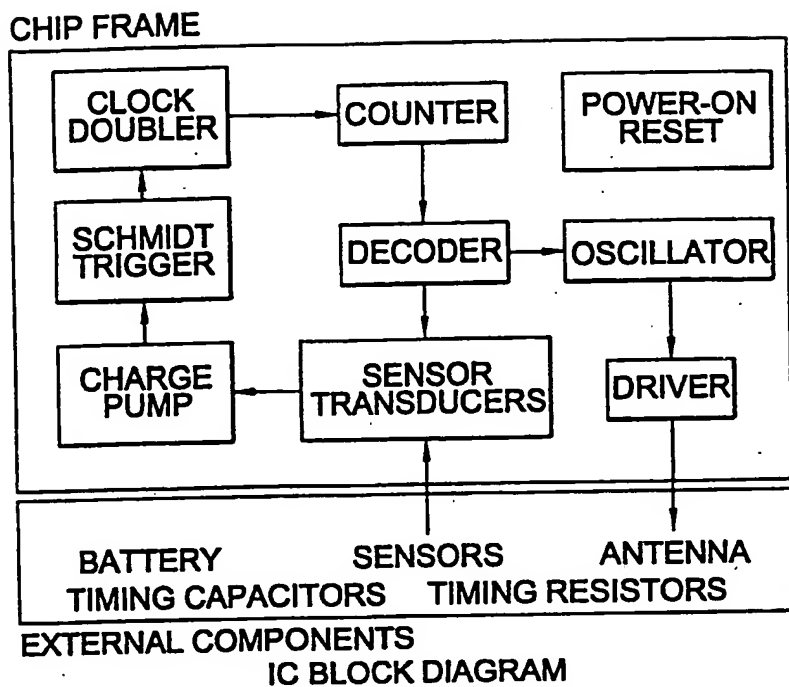 CHIP FRAME
CLOCK
DOUBLER
COUNTER
POWER-ON
RESET
SCHMIDT
TRIGGER
DECODER
OSCILLATOR
CHARGE
PUMP
SENSOR
TRANSDUCERS
DRIVER
BATTERY
SENSORS
ANTENNA
TIMING CAPACITORS
TIMING RESISTORS
EXTERNAL COMPONENTS
IC BLOCK DIAGRAM